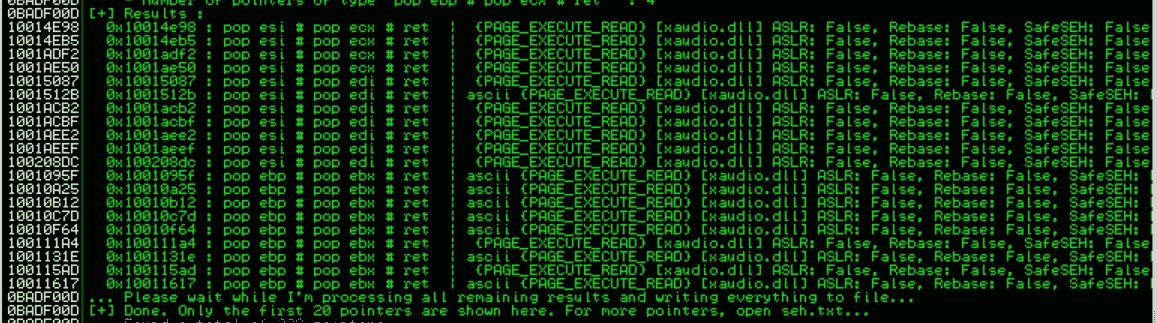 0BADF00D   - Number of pointers of type 'pop ebp # pop ecx # ret ' : 4
0BADF00D [+] Results :
10014E98   0x10014e98 : pop esi # pop ecx # ret  |  {PAGE_EXECUTE_READ} [xaudio.dll] ASLR: False, Rebase: False, SafeSEH: False
10014EB5   0x10014eb5 : pop esi # pop ecx # ret  |  {PAGE_EXECUTE_READ} [xaudio.dll] ASLR: False, Rebase: False, SafeSEH: False
1001ADF2   0x1001adf2 : pop esi # pop ecx # ret  |  {PAGE_EXECUTE_READ} [xaudio.dll] ASLR: False, Rebase: False, SafeSEH: False
1001AE50   0x1001ae50 : pop esi # pop ecx # ret  |  {PAGE_EXECUTE_READ} [xaudio.dll] ASLR: False, Rebase: False, SafeSEH: False
10015087   0x10015087 : pop esi # pop edi # ret  |  {PAGE_EXECUTE_READ} [xaudio.dll] ASLR: False, Rebase: False, SafeSEH: False
1001512B   0x1001512b : pop esi # pop edi # ret  | ascii {PAGE_EXECUTE_READ} [xaudio.dll] ASLR: False, Rebase: False, SafeSEH:
1001ACB2   0x1001acb2 : pop esi # pop edi # ret  |  {PAGE_EXECUTE_READ} [xaudio.dll] ASLR: False, Rebase: False, SafeSEH:
1001ACBF   0x1001acbf : pop esi # pop edi # ret  |  {PAGE_EXECUTE_READ} [xaudio.dll] ASLR: False, Rebase: False, SafeSEH:
1001AEE2   0x1001aee2 : pop esi # pop edi # ret  |  {PAGE_EXECUTE_READ} [xaudio.dll] ASLR: False, Rebase: False, SafeSEH:
1001AEEF   0x1001aeef : pop esi # pop edi # ret  |  {PAGE_EXECUTE_READ} [xaudio.dll] ASLR: False, Rebase: False, SafeSEH:
100208DC   0x100208dc : pop esi # pop edi # ret  |  {PAGE_EXECUTE_READ} [xaudio.dll] ASLR: False, Rebase: False, SafeSEH:
1001095F   0x1001095f : pop ebp # pop ebx # ret  | ascii {PAGE_EXECUTE_READ} [xaudio.dll] ASLR: False, Rebase: False, SafeSEH:
10010A25   0x10010a25 : pop ebp # pop ebx # ret  | ascii {PAGE_EXECUTE_READ} [xaudio.dll] ASLR: False, Rebase: False, SafeSEH:
10010B12   0x10010b12 : pop ebp # pop ebx # ret  | ascii {PAGE_EXECUTE_READ} [xaudio.dll] ASLR: False, Rebase: False, SafeSEH:
10010C7D   0x10010c7d : pop ebp # pop ebx # ret  | ascii {PAGE_EXECUTE_READ} [xaudio.dll] ASLR: False, Rebase: False, SafeSEH:
10010F64   0x10010f64 : pop ebp # pop ebx # ret  | ascii {PAGE_EXECUTE_READ} [xaudio.dll] ASLR: False, Rebase: False, SafeSEH:
100111A4   0x100111a4 : pop ebp # pop ebx # ret  |  {PAGE_EXECUTE_READ} [xaudio.dll] ASLR: False, Rebase: False, SafeSEH:
1001131E   0x1001131e : pop ebp # pop ebx # ret  | ascii {PAGE_EXECUTE_READ} [xaudio.dll] ASLR: False, Rebase: False, SafeSEH:
100115AD   0x100115ad : pop ebp # pop ebx # ret  |  {PAGE_EXECUTE_READ} [xaudio.dll] ASLR: False, Rebase: False, SafeSEH:
10011617   0x10011617 : pop ebp # pop ebx # ret  | ascii {PAGE_EXECUTE_READ} [xaudio.dll] ASLR: False, Rebase: False, SafeSEH:
0BADF00D ... Please wait while I'm processing all remaining results and writing everything to file...
0BADF00D [+] Done. Only the first 20 pointers are shown here. For more pointers, open seh.txt...
0BADF00D